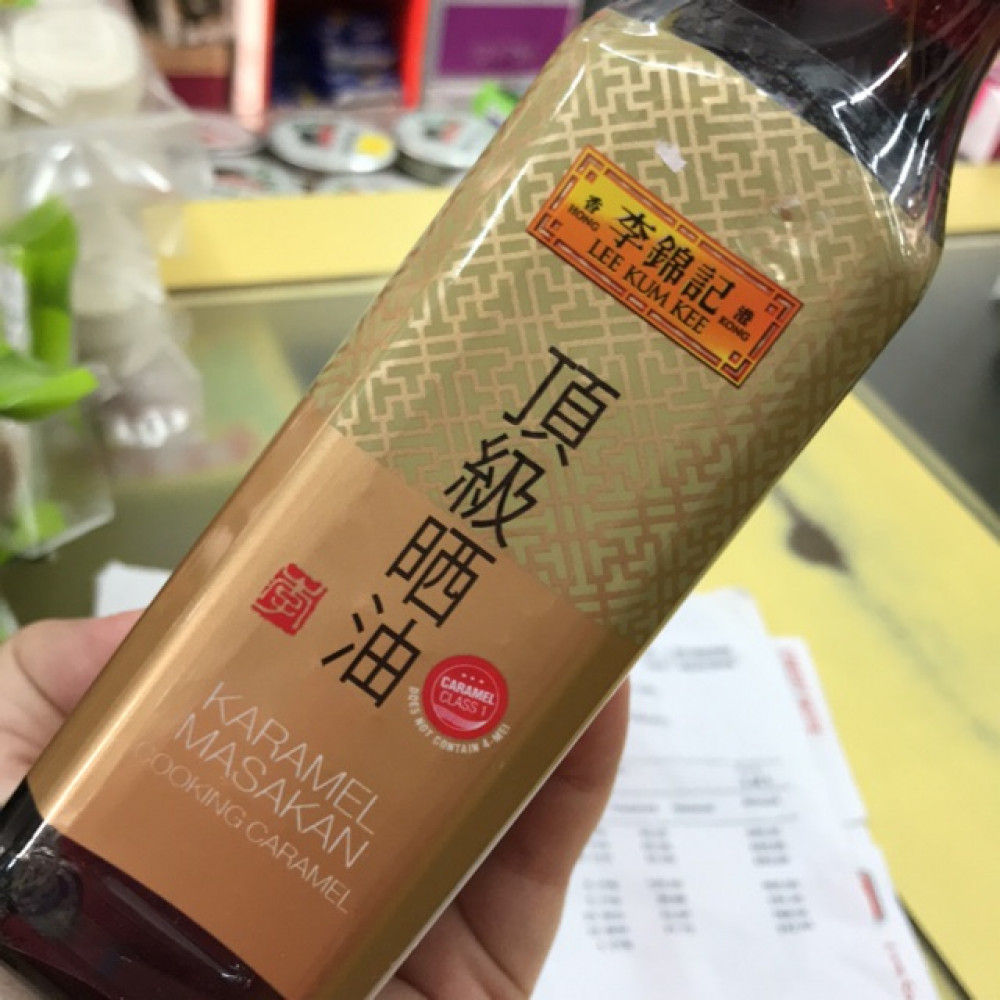 香 李錦記 港
HONG LEE KUM KEE KONG
頂級晒油
CARAMEL
CLASS 1
DOES NOT CONTAIN 4-MEI
KARAMEL
MASAKAN
COOKING CARAMEL